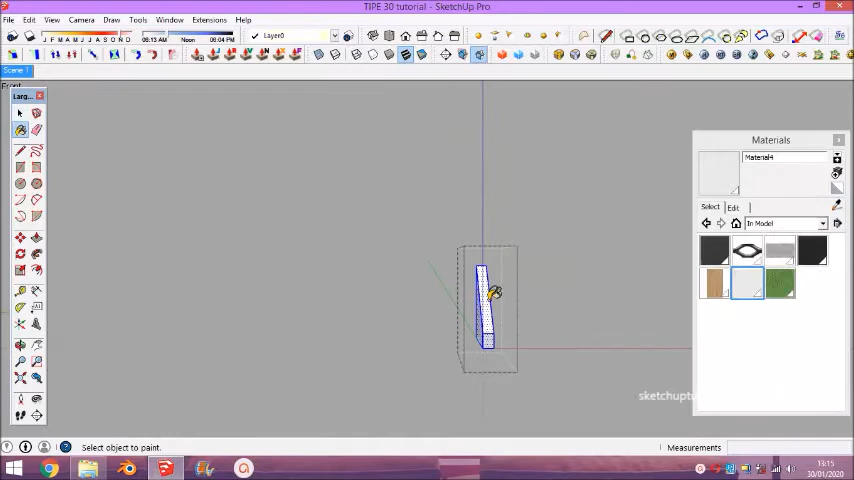 TIPE 30 tutorial - SketchUp Pro
File Edit View Camera Draw Tools Window Extensions Help
J F M A M J J A S O N D
06:13 AM Noon 06:04 PM
Layer0
Scene 1
Front
Larg...
Materials
Material4
Select Edit
In Model
sketchuptu
Select object to paint.
Measurements
13:15
30/01/2020